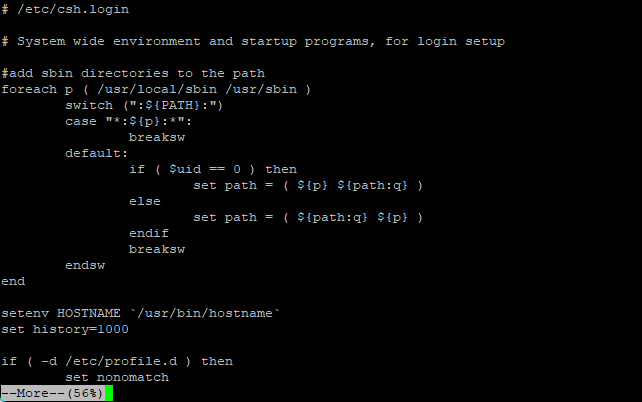 # /etc/csh.login

# System wide environment and startup programs, for login setup

#add sbin directories to the path
foreach p ( /usr/local/sbin /usr/sbin )
        switch (":${PATH}:")
        case "*:${p}:*":
                breaksw
        default:
                if ( $uid == 0 ) then
                        set path = ( ${p} ${path:q} )
                else
                        set path = ( ${path:q} ${p} )
                endif
                breaksw
        endsw
end

setenv HOSTNAME `/usr/bin/hostname`
set history=1000

if ( -d /etc/profile.d ) then
        set nonomatch
--More--(56%)